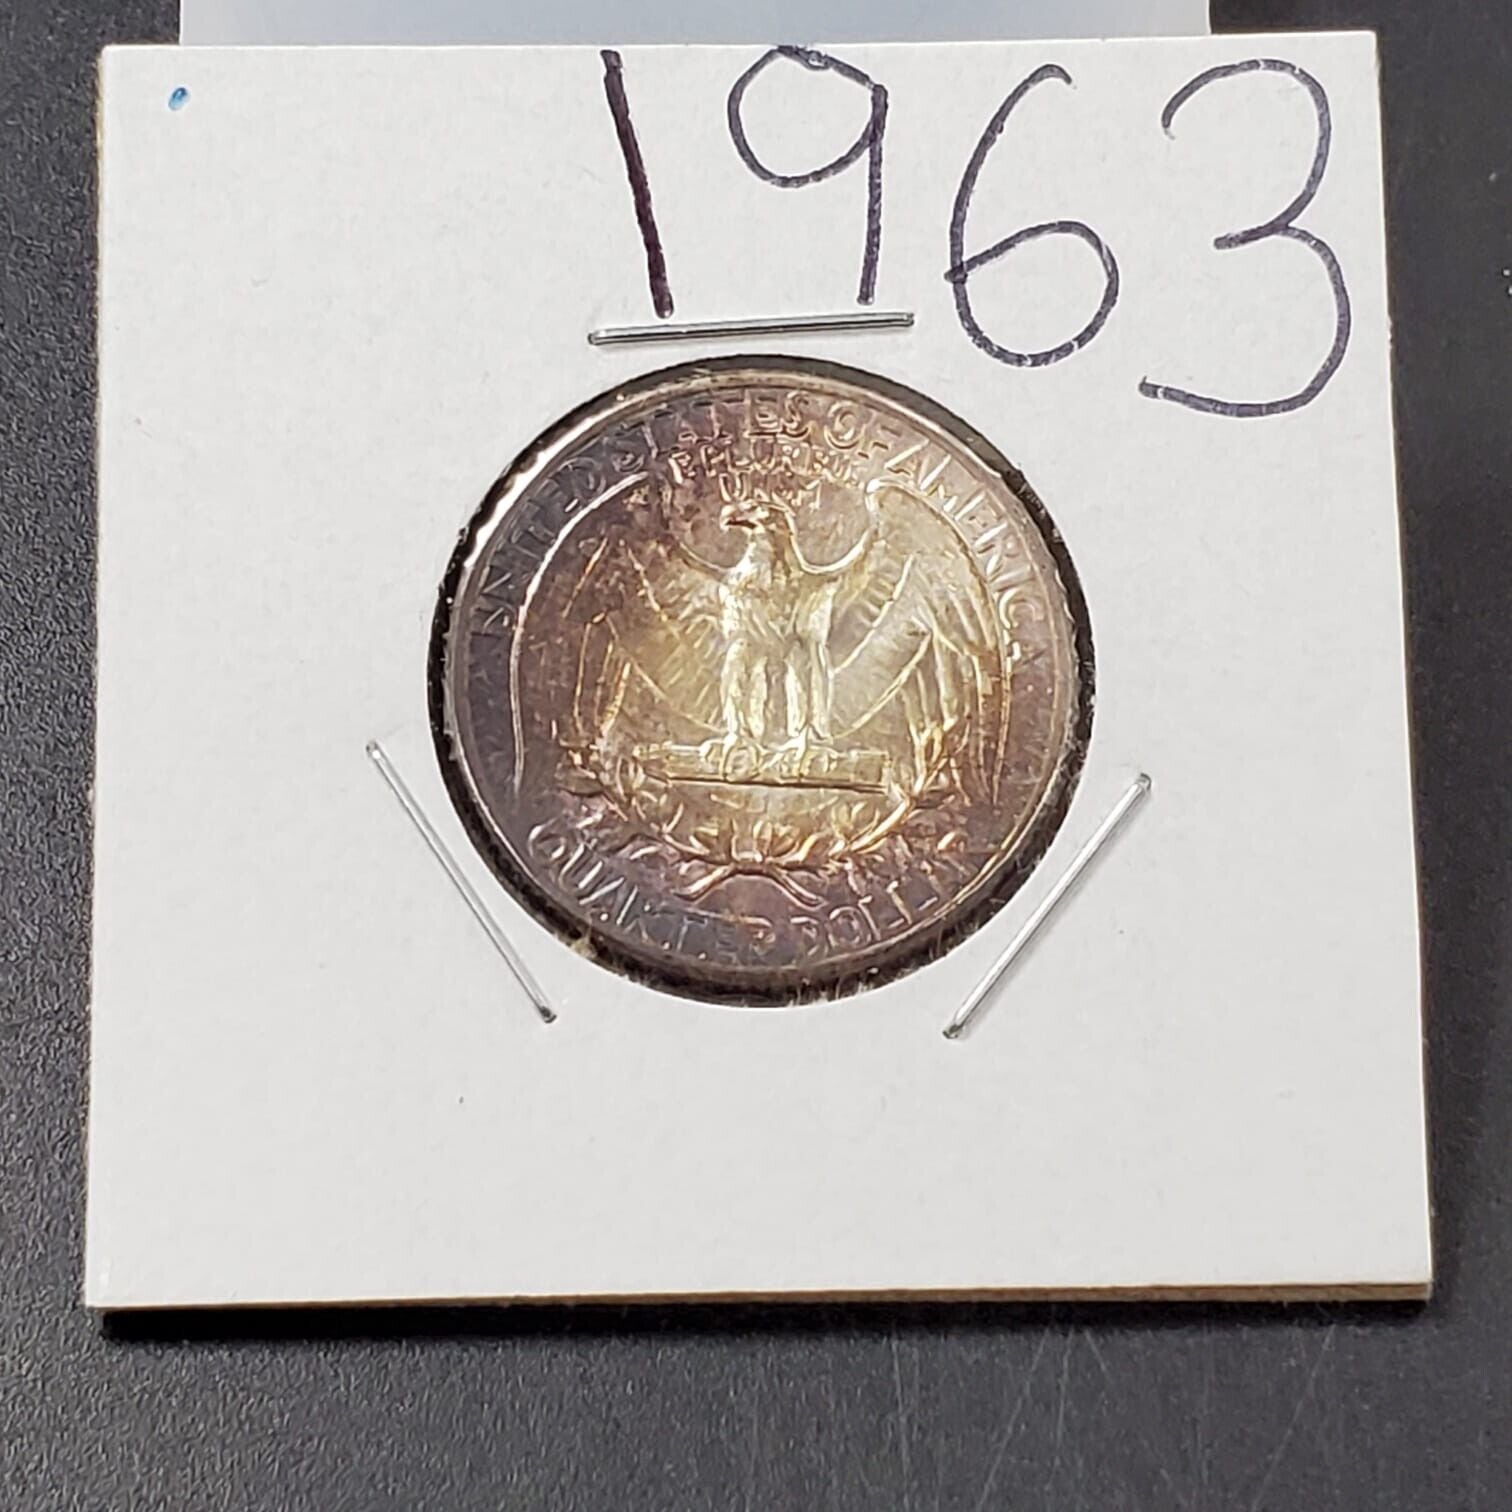 1963
UNITED STATES OF AMERICA
E PLURIBUS
UNUM
QUARTER DOLLAR